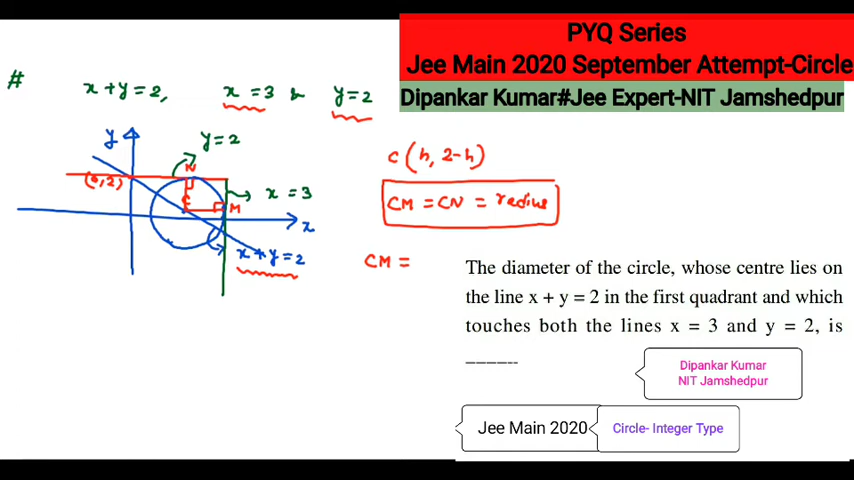 PYQ Series
Jee Main 2020 September Attempt-Circle
Dipankar Kumar#Jee Expert-NIT Jamshedpur
# x+y=2, x=3 & y=2
y
y=2
N
(0,2)
C
M
x=3
x
x+y=2
C(h, 2-h)
CM = CN = radius
CM =
The diameter of the circle, whose centre lies on
the line x + y = 2 in the first quadrant and which
touches both the lines x = 3 and y = 2, is
______
Dipankar Kumar
NIT Jamshedpur
Jee Main 2020
Circle- Integer Type